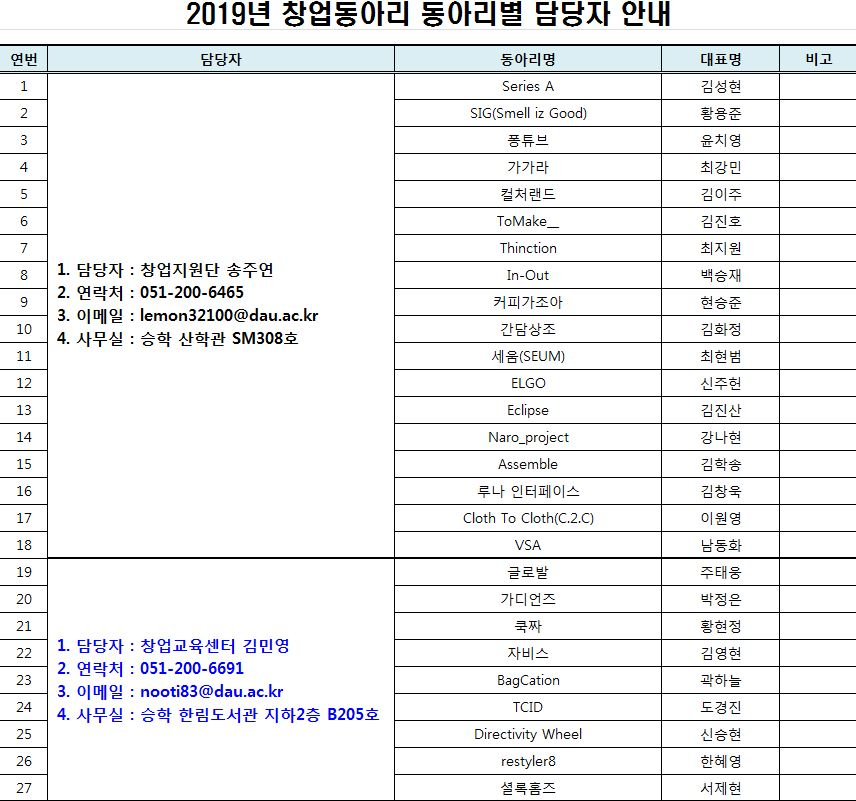 2019년 창업동아리 동아리별 담당자 안내
연번 담당자 동아리명 대표명 비고
1 Series A 김성현
2 SIG(Smell iz Good) 황용준
3 퐁튜브 윤치영
4 가가라 최강민
5 컬처랜드 김이주
6 ToMake__ 김진호
7 Thinction 최지원
1. 담당자 : 창업지원단 송주연
2. 연락처 : 051-200-6465
3. 이메일 : lemon32100@dau.ac.kr
4. 사무실 : 승학 산학관 SM308호
8 In-Out 백승재
9 커피가조아 현승준
10 간담상조 김화정
11 세움(SEUM) 최현범
12 ELGO 신주헌
13 Eclipse 김진산
14 Naro_project 강나현
15 Assemble 김학송
16 루나 인터페이스 김창욱
17 Cloth To Cloth(C.2.C) 이원영
18 VSA 남동화
19 글로발 주태웅
20 가디언즈 박정은
21 쿡짜 황현정
1. 담당자 : 창업교육센터 김민영
2. 연락처 : 051-200-6691
3. 이메일 : nooti83@dau.ac.kr
4. 사무실 : 승학 한림도서관 지하2층 B205호
22 자비스 김영현
23 BagCation 곽하늘
24 TCID 도경진
25 Directivity Wheel 신승현
26 restyler8 한혜영
27 셜록홈즈 서제현